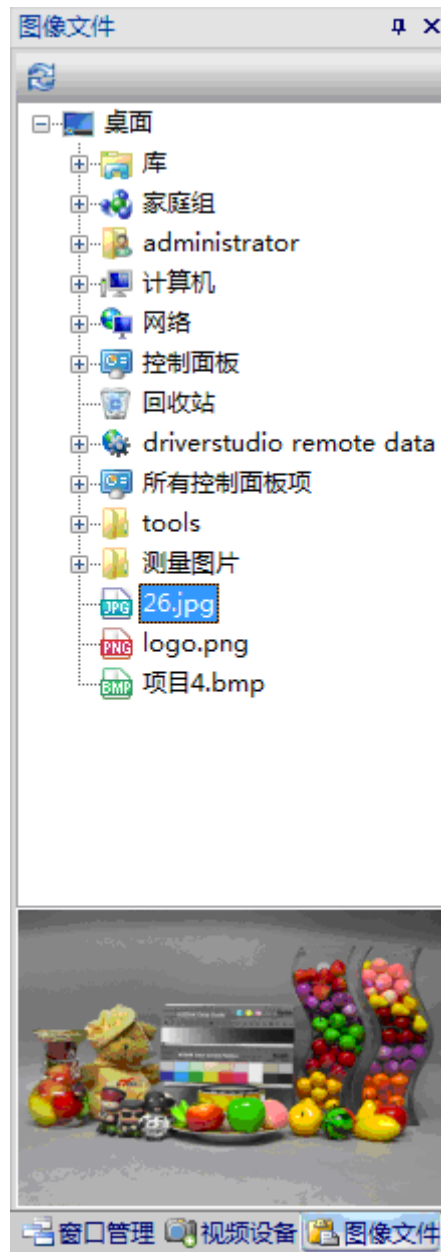 图像文件
桌面
库
家庭组
administrator
计算机
网络
控制面板
回收站
driverstudio remote data
所有控制面板项
tools
测量图片
JPG 26.jpg
PNG logo.png
BMP 项目4.bmp
窗口管理 视频设备 图像文件